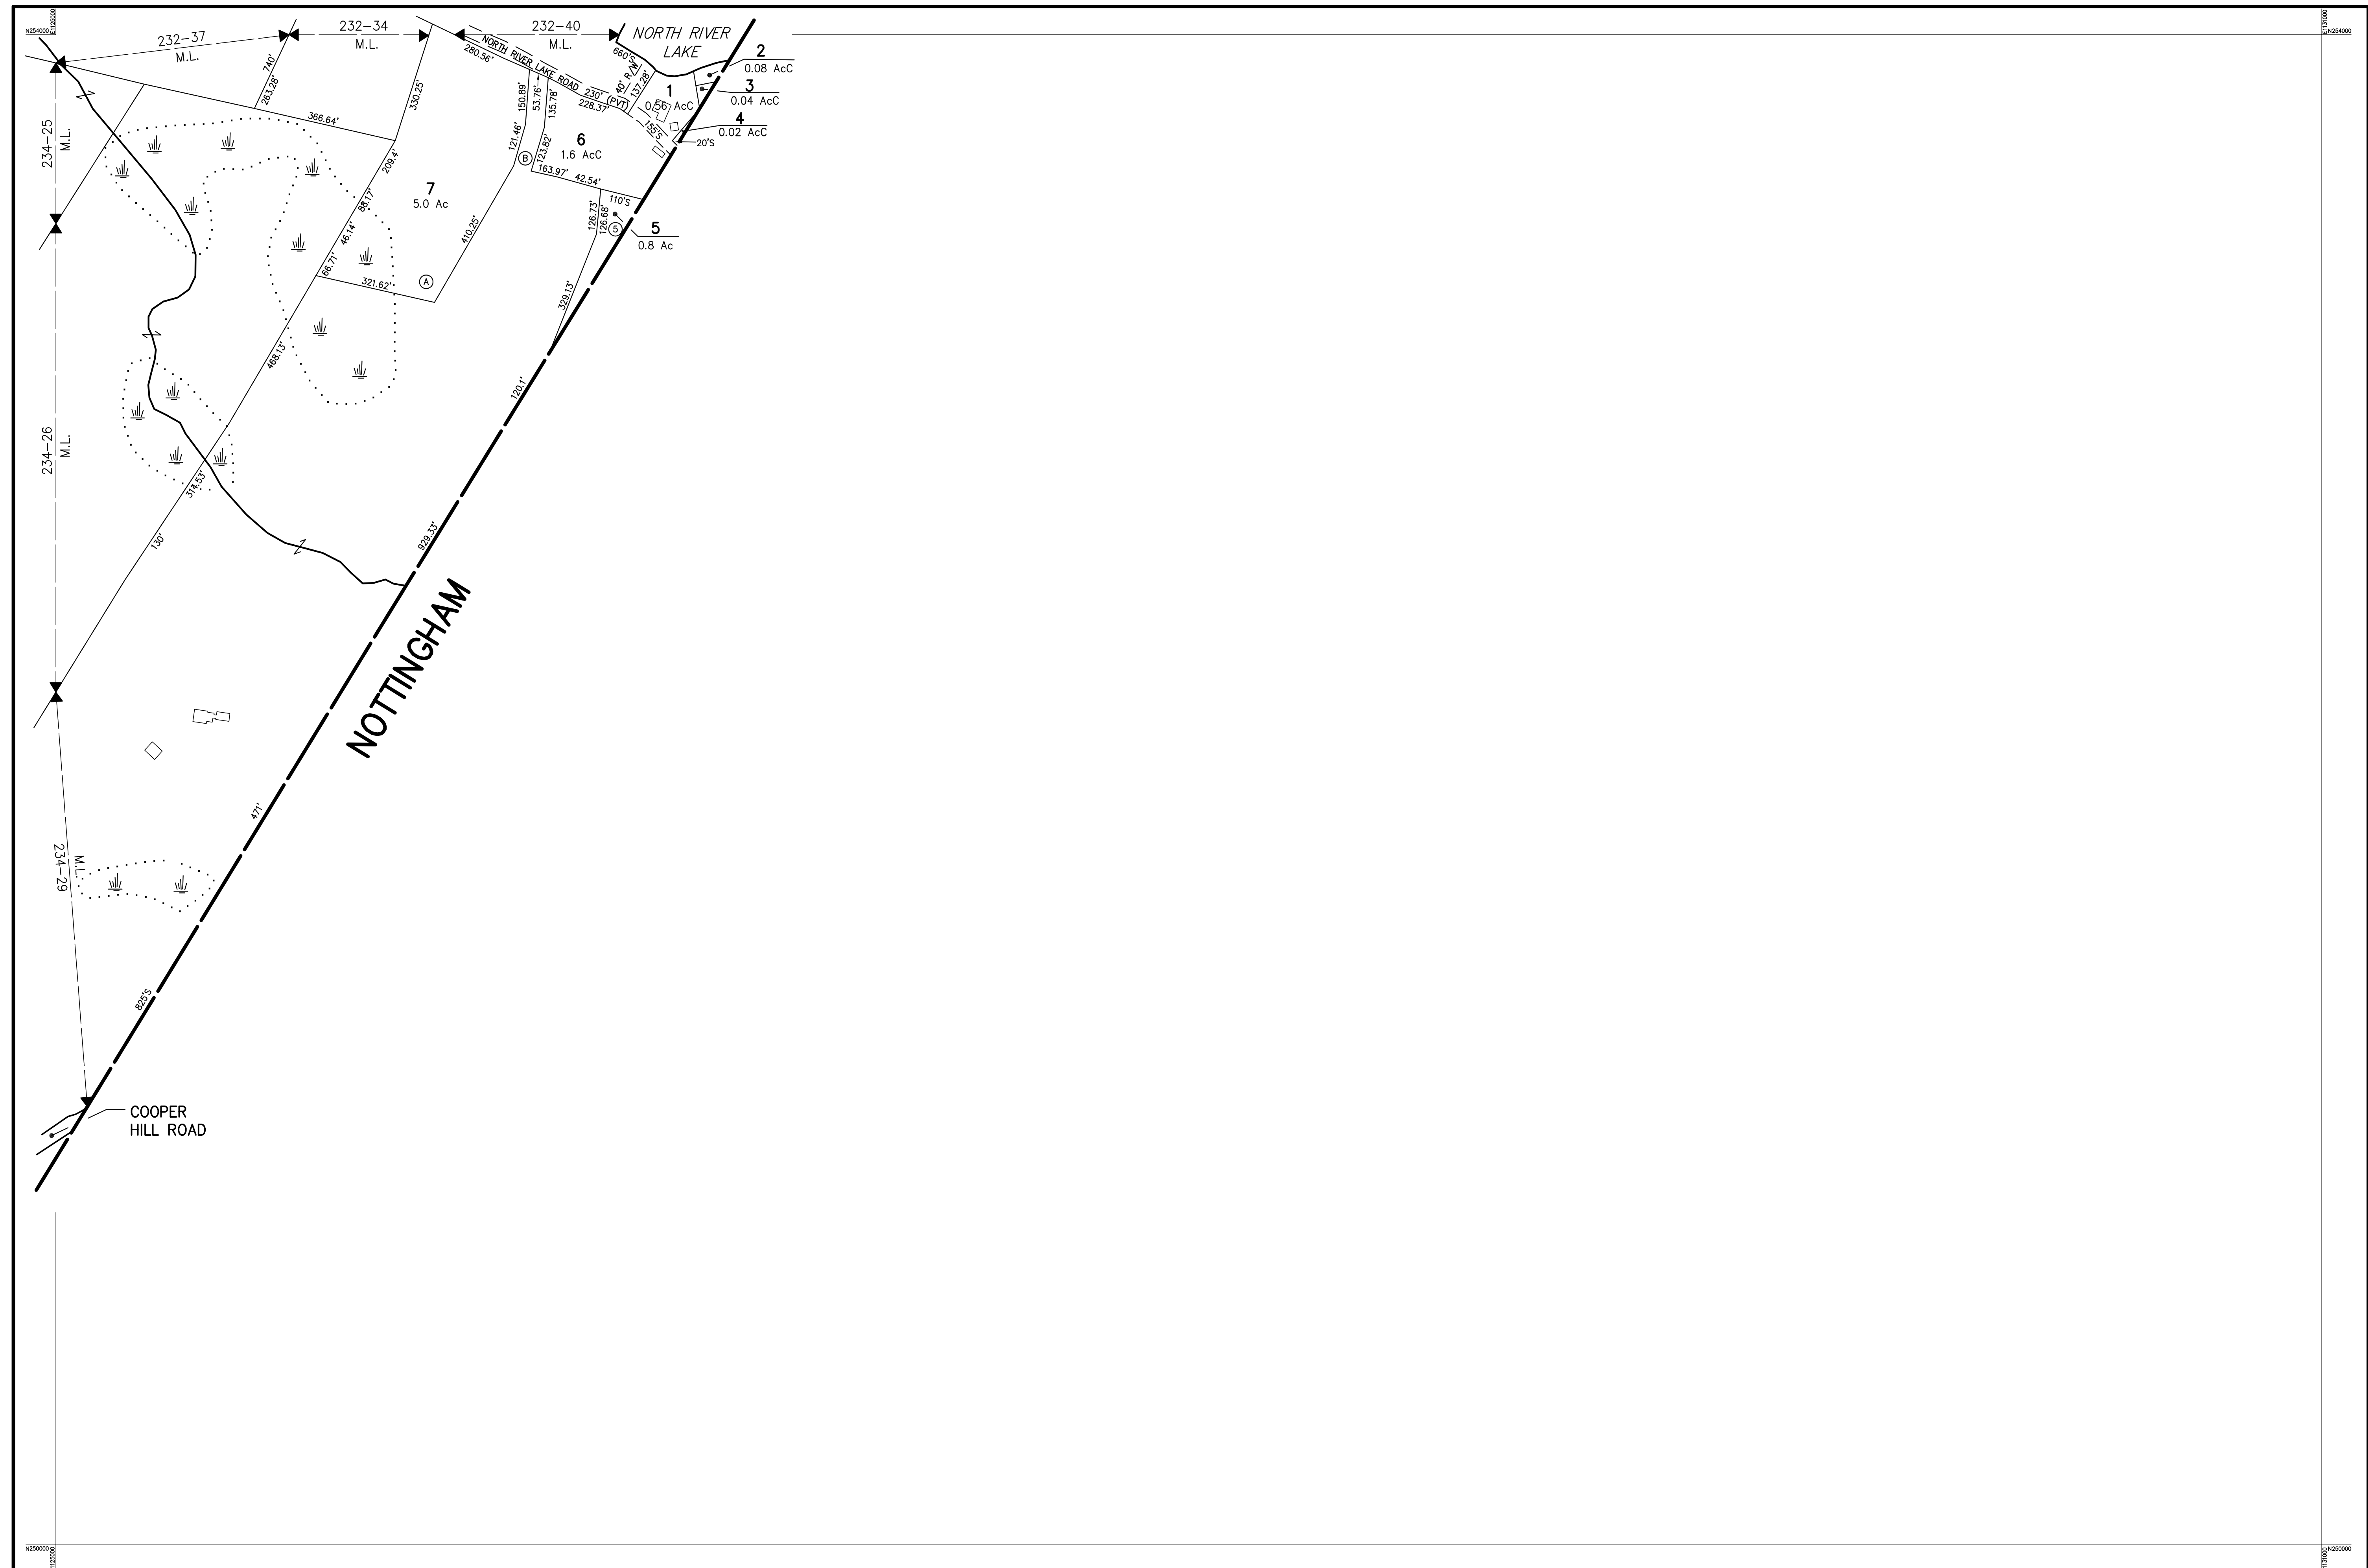 N254000
E1125000
E1131000
N254000
232-37
M.L.
232-34
M.L.
232-40
M.L.
NORTH RIVER
LAKE
2
0.08 AcC
3
0.04 AcC
4
0.02 AcC
20'S
1
0.56 AcC
660'S
40' R/W
137.28'
NORTH RIVER LAKE ROAD 230' (PVT)
280.56'
228.37'
155'S
740'
263.28'
330.25'
366.64'
150.89'
53.76'
135.78'
121.46'
123.82'
B
6
1.6 AcC
163.97'
42.54'
110'S
7
5.0 Ac
209.4'
88.17'
46.14'
66.71'
321.62'
A
410.25'
126.73'
126.68'
5
5
0.8 Ac
329.13'
234-25
M.L.
234-26
M.L.
468.13'
120.1'
314.53'
130'
929.33'
NOTTINGHAM
471'
234-29
M.L.
825'S
COOPER
HILL ROAD
N250000
N250000